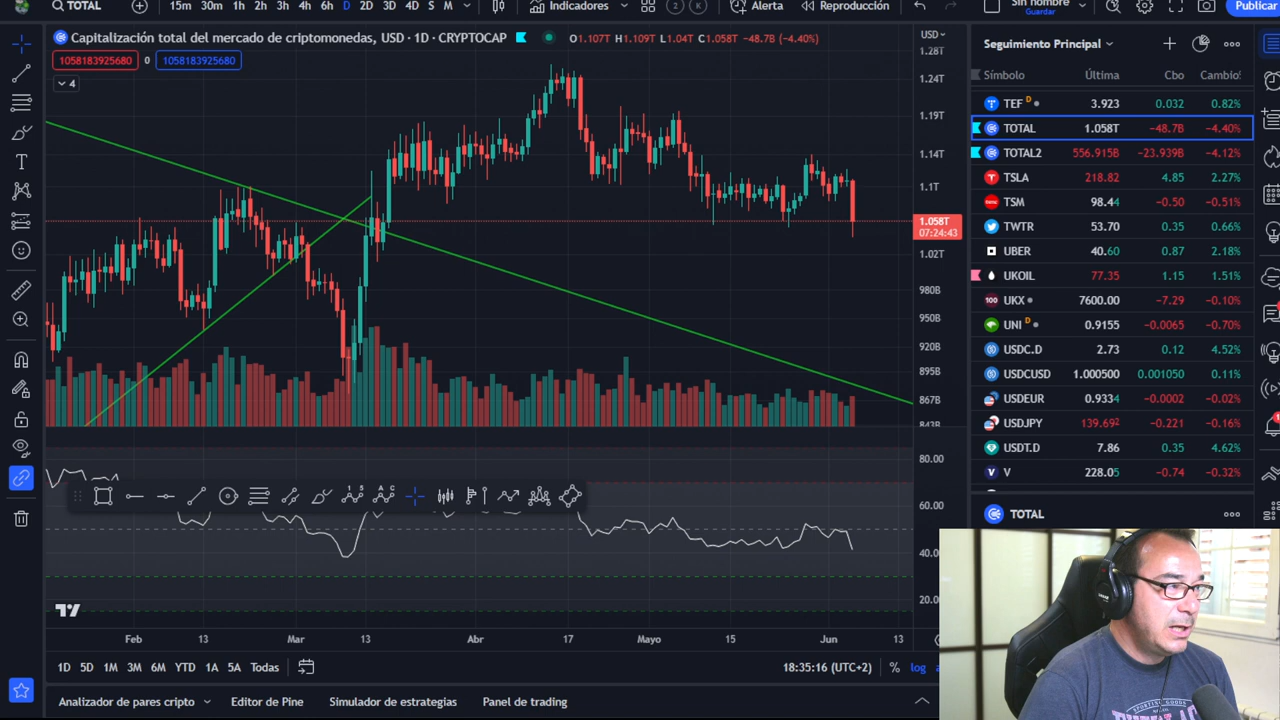 TOTAL
15m 30m 1h 2h 3h 4h 6h D 2D 3D 4D S M
Indicadores
Alerta
Reproducción
Sin nombre
Guardar
Publicar
Capitalización total del mercado de criptomonedas, USD · 1D · CRYPTOCAP
O1.107T H1.109T L1.04T C1.058T −48.7B (−4.40%)
1058183925680 0 1058183925680
4
USD
1.28T
1.24T
1.19T
1.14T
1.1T
1.058T
07:24:43
1.02T
980B
950B
920B
895B
867B
843B
80.00
60.00
40.00
20.00
Feb 13 Mar 13 Abr 17 Mayo 15 Jun 13
1D 5D 1M 3M 6M YTD 1A 5A Todas
18:35:16 (UTC+2) % log
Analizador de pares cripto Editor de Pine Simulador de estrategias Panel de trading
Seguimiento Principal
Símbolo Última Cbo Cambio%
TEF D 3.923 0.032 0.82%
TOTAL 1.058T −48.7B −4.40%
TOTAL2 556.915B −23.939B −4.12%
TSLA 218.82 4.85 2.27%
TSM 98.44 −0.50 −0.51%
TWTR 53.70 0.35 0.66%
UBER 40.60 0.87 2.18%
UKOIL 77.35 1.15 1.51%
UKX 7600.00 −7.29 −0.10%
UNI D 0.9155 −0.0065 −0.70%
USDC.D 2.73 0.12 4.52%
USDCUSD 1.000500 0.001050 0.11%
USDEUR 0.9334 −0.0002 −0.02%
USDJPY 139.692 −0.221 −0.16%
USDT.D 7.86 0.35 4.62%
V 228.05 −0.74 −0.32%
TOTAL